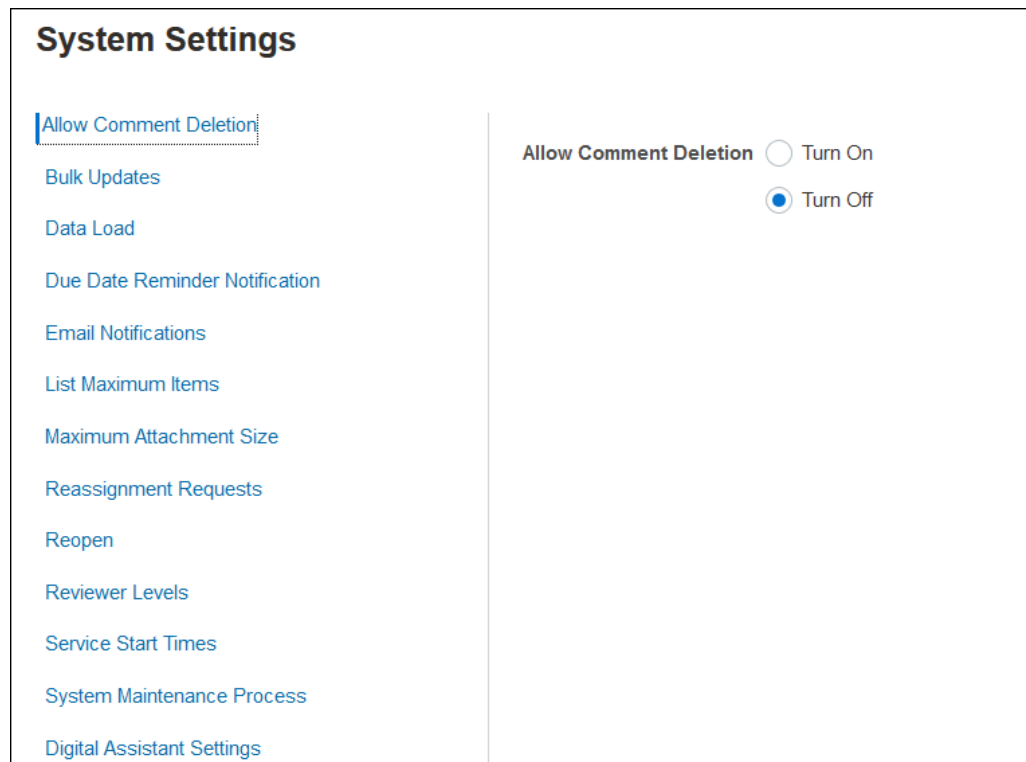 System Settings
Allow Comment Deletion
Bulk Updates
Data Load
Due Date Reminder Notification
Email Notifications
List Maximum Items
Maximum Attachment Size
Reassignment Requests
Reopen
Reviewer Levels
Service Start Times
System Maintenance Process
Digital Assistant Settings
Allow Comment Deletion Turn On
Turn Off